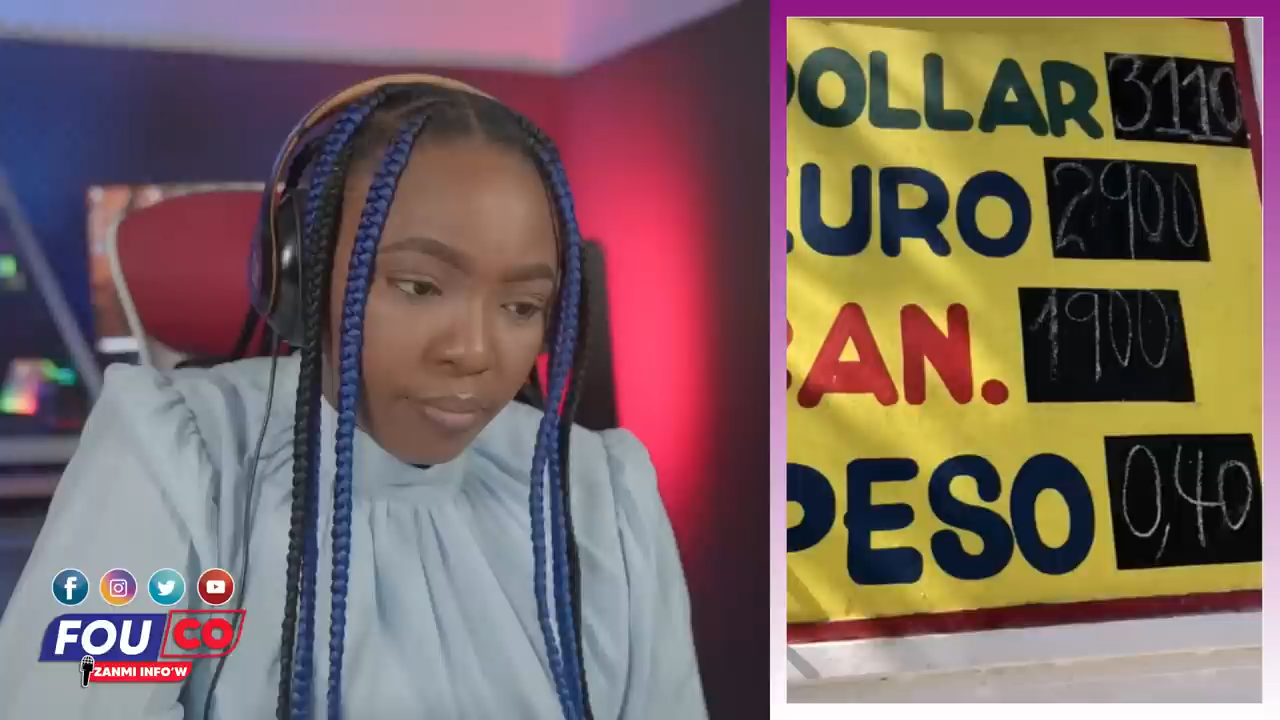 FOU CO
ZANMI INFO'W
OLLAR 3110
URO 2900
AN. 1900
PESO 0,40